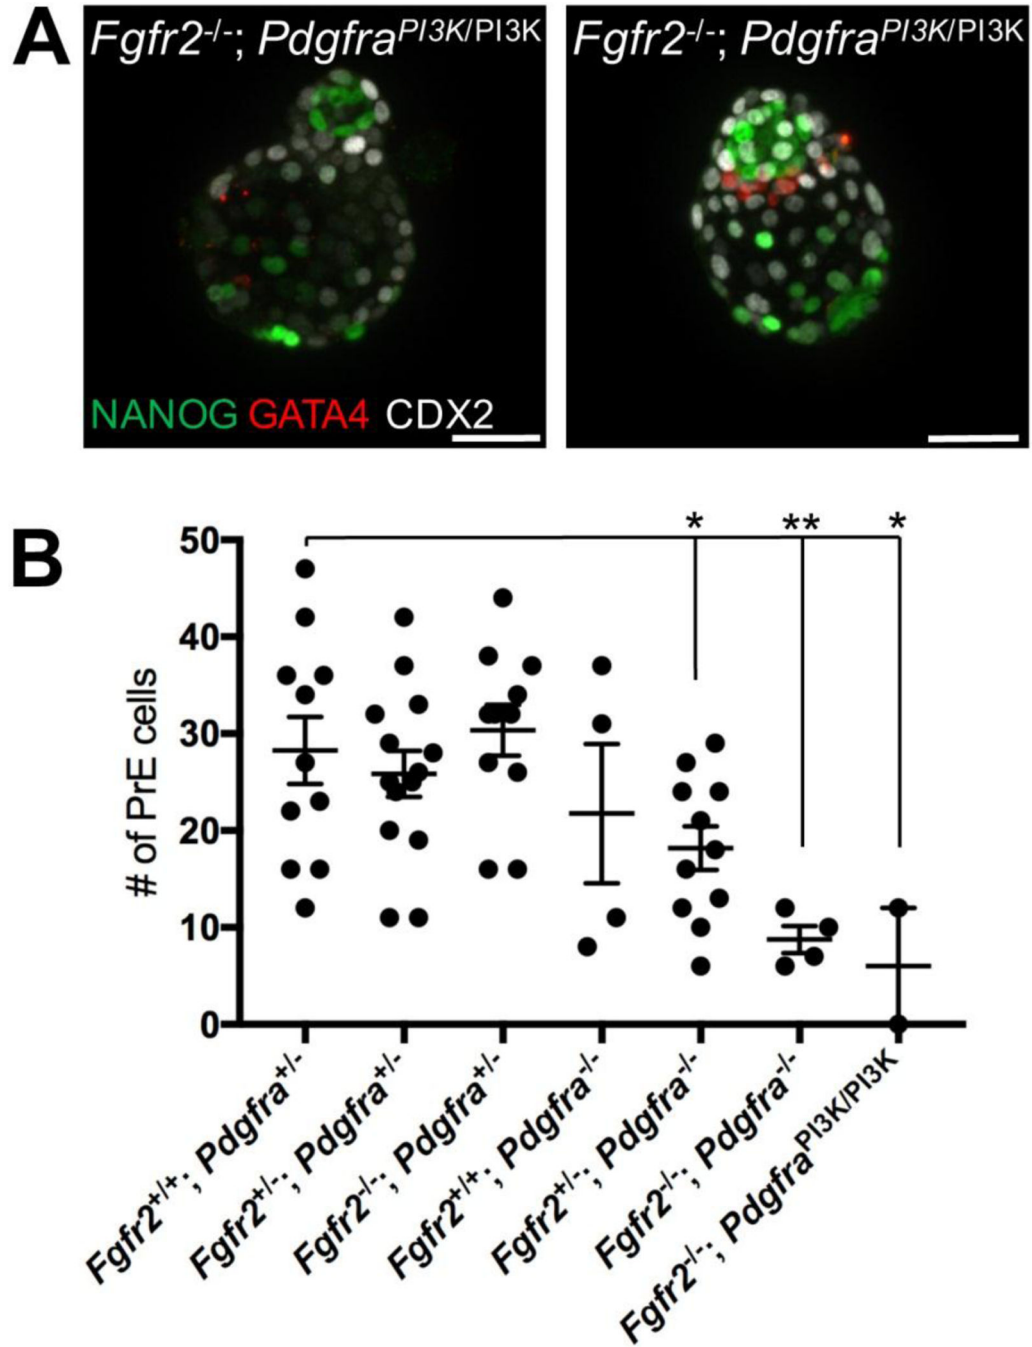 A
Fgfr2-/-; PdgfraPI3K/PI3K
Fgfr2-/-; PdgfraPI3K/PI3K
NANOG GATA4 CDX2
B
# of PrE cells
50
40
30
20
10
0
* ** *
Fgfr2+/+; Pdgfra+/-
Fgfr2+/-; Pdgfra+/-
Fgfr2-/-; Pdgfra+/-
Fgfr2+/+; Pdgfra-/-
Fgfr2+/-; Pdgfra-/-
Fgfr2-/-; Pdgfra-/-
Fgfr2-/-; PdgfraPI3K/PI3K